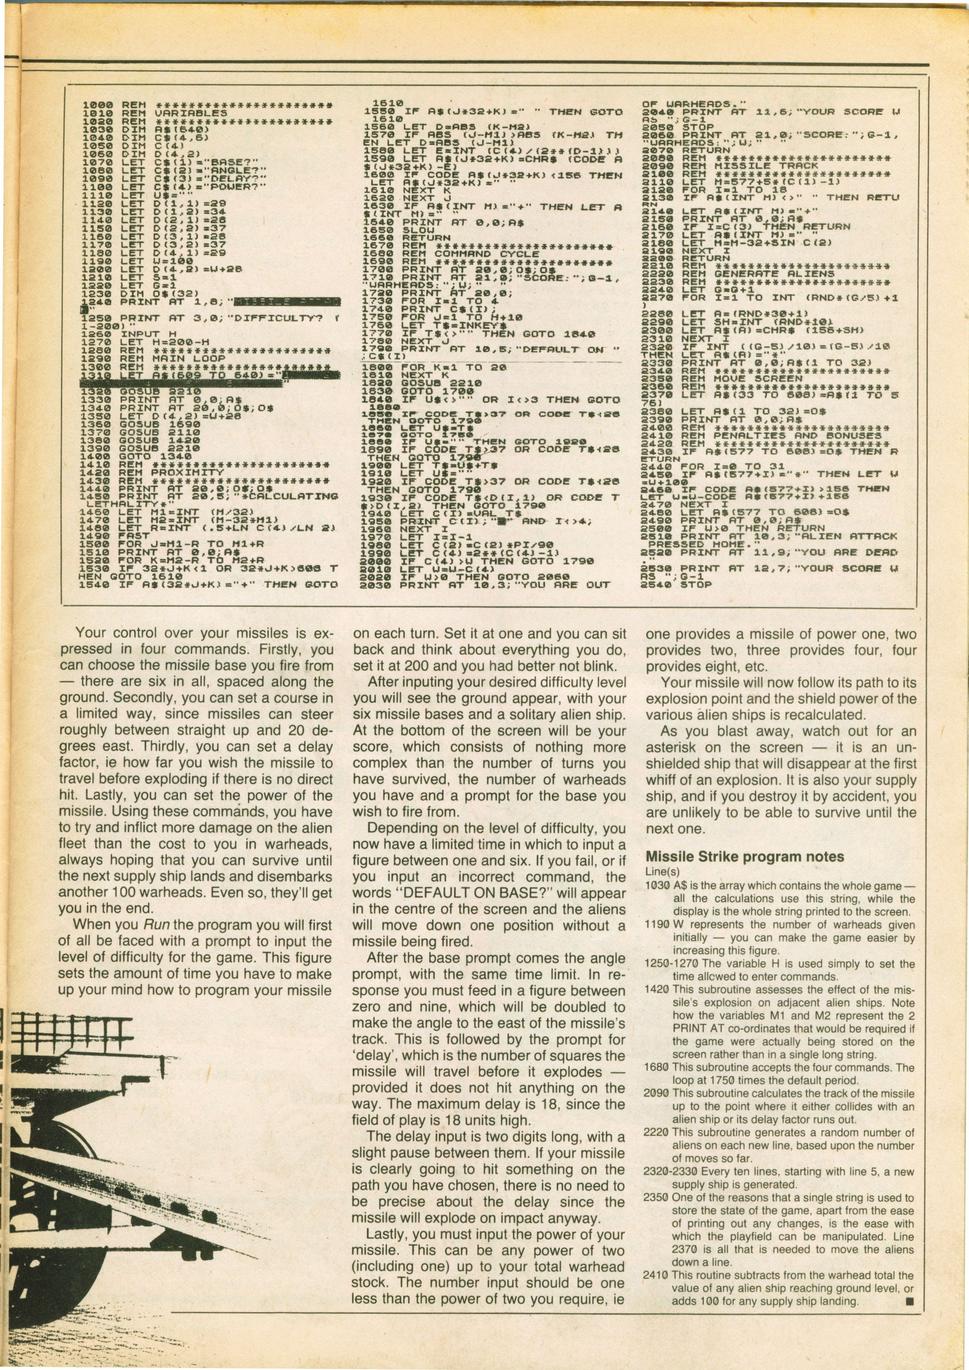 1000 REM ********************
1010 REM VARIABLES
1020 REM ********************
1030 DIM A$(640)
1040 DIM C$(4,6)
1050 DIM C(4)
1060 DIM D(4,2)
1070 LET C$(1)="BASE?"
1080 LET C$(2)="ANGLE?"
1090 LET C$(3)="DELAY?"
1100 LET C$(4)="POWER?"
1110 LET U$=""
1120 LET D(1,1)=29
1130 LET D(1,2)=34
1140 LET D(2,1)=28
1150 LET D(2,2)=37
1160 LET D(3,1)=28
1170 LET D(3,2)=37
1180 LET D(4,1)=29
1190 LET W=100
1200 LET D(4,2)=W+28
1210 LET S=1
1220 LET G=1
1230 DIM O$(32)
1240 PRINT AT 1,8;"
"
1250 PRINT AT 3,0;"DIFFICULTY? (
1-200)"
1260 INPUT H
1270 LET H=200-H
1280 REM ********************
1290 REM MAIN LOOP
1300 REM ********************
1310 LET A$(609 TO 640)="
"
1320 GOSUB 2210
1330 PRINT AT 0,0;A$
1340 PRINT AT 20,0;O$;O$
1350 LET D(4,2)=W+28
1360 GOSUB 1690
1370 GOSUB 2110
1380 GOSUB 1420
1390 GOSUB 2210
1400 GOTO 1340
1410 REM ********************
1420 REM PROXIMITY
1430 REM ********************
1440 PRINT AT 20,0;O$;O$
1450 PRINT AT 20,5;"*CALCULATING
LETHALITY*"
1460 LET M1=INT (M/32)
1470 LET M2=INT (M-32*M1)
1480 LET R=INT (.5+LN C(4)/LN 2)
1490 FAST
1500 FOR J=M1-R TO M1+R
1510 PRINT AT 0,0;A$
1520 FOR K=M2-R TO M2+R
1530 IF 32*J+K<1 OR 32*J+K>608 T
HEN GOTO 1610
1540 IF A$(32*J+K)="+" THEN GOTO
1610
1550 IF A$(J*32+K)=" " THEN GOTO
1610
1560 LET D=ABS (K-M2)
1570 IF ABS (J-M1)>ABS (K-M2) TH
EN LET D=ABS (J-M1)
1580 LET E=INT (C(4)/(2**(D-1)))
1590 LET A$(J*32+K)=CHR$ (CODE A
$(J*32+K)+E)
1600 IF CODE A$(J*32+K)<156 THEN
LET A$(J*32+K)=" "
1610 NEXT K
1620 NEXT J
1630 IF A$(INT M)="+" THEN LET A
$(INT M)=" "
1640 PRINT AT 0,0;A$
1650 SLOW
1660 RETURN
1670 REM ********************
1680 REM COMMAND CYCLE
1690 REM ********************
1700 PRINT AT 20,0;O$;O$
1710 PRINT AT 21,0;"SCORE:";G-1,
"WARHEADS:";W;" "
1720 PRINT AT 20,0;
1730 FOR I=1 TO 4
1740 PRINT C$(I);
1750 FOR J=1 TO H+10
1760 LET T$=INKEY$
1770 IF T$<>"" THEN GOTO 1840
1780 NEXT J
1790 PRINT AT 10,5;"DEFAULT ON "
;C$(I)
1800 FOR K=1 TO 20
1810 NEXT K
1820 GOSUB 2210
1830 GOTO 1700
1840 IF U$<>"" OR I<>3 THEN GOTO
1880
1850 IF CODE T$>37 OR CODE T$<28
THEN GOTO 1790
1860 LET U$=T$
1870 GOTO 1750
1880 IF U$="" THEN GOTO 1920
1890 IF CODE T$>37 OR CODE T$<28
THEN GOTO 1790
1900 LET T$=U$+T$
1910 LET U$=""
1920 IF CODE T$>37 OR CODE T$<28
THEN GOTO 1790
1930 IF CODE T$<D(I,1) OR CODE T
$>D(I,2) THEN GOTO 1790
1940 LET C(I)=VAL T$
1950 PRINT C(I);"■" AND I<>4;
1960 NEXT I
1970 LET I=I-1
1980 LET C(2)=C(2)*PI/90
1990 LET C(4)=2**(C(4)-1)
2000 IF C(4)>W THEN GOTO 1790
2010 LET W=W-C(4)
2020 IF W>0 THEN GOTO 2060
2030 PRINT AT 10,3;"YOU ARE OUT
OF WARHEADS."
2040 PRINT AT 11,6;"YOUR SCORE W
AS ";G-1
2050 STOP
2060 PRINT AT 21,0;"SCORE:";G-1,
"WARHEADS:";W;" "
2070 RETURN
2080 REM ********************
2090 REM MISSILE TRACK
2100 REM ********************
2110 LET M=577+5*(C(1)-1)
2120 FOR I=1 TO 18
2130 IF A$(INT M)<>" " THEN RETU
RN
2140 LET A$(INT M)="+"
2150 PRINT AT 0,0;A$
2160 IF I=C(3) THEN RETURN
2170 LET A$(INT M)=" "
2180 LET M=M-32+SIN C(2)
2190 NEXT I
2200 RETURN
2210 REM ********************
2220 REM GENERATE ALIENS
2230 REM ********************
2240 LET G=G+1
2270 FOR I=1 TO INT (RND*(G/5)+1
)
2280 LET A=(RND*30+1)
2290 LET SH=INT (RND*10)
2300 LET A$(A)=CHR$ (156+SH)
2310 NEXT I
2320 IF INT ((G-5)/10)=(G-5)/10
THEN LET A$(A)="*"
2330 PRINT AT 0,0;A$(1 TO 32)
2340 REM ********************
2350 REM MOVE SCREEN
2360 REM ********************
2370 LET A$(33 TO 608)=A$(1 TO 5
76)
2380 LET A$(1 TO 32)=O$
2390 PRINT AT 0,0;A$
2400 REM ********************
2410 REM PENALTIES AND BONUSES
2420 REM ********************
2430 IF A$(577 TO 608)=O$ THEN R
ETURN
2440 FOR I=0 TO 31
2450 IF A$(577+I)="*" THEN LET W
=W+100
2460 IF CODE A$(577+I)>156 THEN
LET W=W-CODE A$(577+I)+156
2470 NEXT I
2480 LET A$(577 TO 608)=O$
2490 PRINT AT 0,0;A$
2500 IF W>0 THEN RETURN
2510 PRINT AT 10,3;"ALIEN ATTACK
PRESSED HOME."
2520 PRINT AT 11,9;"YOU ARE DEAD
."
2530 PRINT AT 12,7;"YOUR SCORE W
AS ";G-1
2540 STOP
Your control over your missiles is ex-
pressed in four commands. Firstly, you
can choose the missile base you fire from
— there are six in all, spaced along the
ground. Secondly, you can set a course in
a limited way, since missiles can steer
roughly between straight up and 20 de-
grees east. Thirdly, you can set a delay
factor, ie how far you wish the missile to
travel before exploding if there is no direct
hit. Lastly, you can set the power of the
missile. Using these commands, you have
to try and inflict more damage on the alien
fleet than the cost to you in warheads,
always hoping that you can survive until
the next supply ship lands and disembarks
another 100 warheads. Even so, they'll get
you in the end.
When you Run the program you will first
of all be faced with a prompt to input the
level of difficulty for the game. This figure
sets the amount of time you have to make
up your mind how to program your missile
on each turn. Set it at one and you can sit
back and think about everything you do,
set it at 200 and you had better not blink.
After inputing your desired difficulty level
you will see the ground appear, with your
six missile bases and a solitary alien ship.
At the bottom of the screen will be your
score, which consists of nothing more
complex than the number of turns you
have survived, the number of warheads
you have and a prompt for the base you
wish to fire from.
Depending on the level of difficulty, you
now have a limited time in which to input a
figure between one and six. If you fail, or if
you input an incorrect command, the
words "DEFAULT ON BASE?" will appear
in the centre of the screen and the aliens
will move down one position without a
missile being fired.
After the base prompt comes the angle
prompt, with the same time limit. In re-
sponse you must feed in a figure between
zero and nine, which will be doubled to
make the angle to the east of the missile's
track. This is followed by the prompt for
'delay', which is the number of squares the
missile will travel before it explodes —
provided it does not hit anything on the
way. The maximum delay is 18, since the
field of play is 18 units high.
The delay input is two digits long, with a
slight pause between them. If your missile
is clearly going to hit something on the
path you have chosen, there is no need to
be precise about the delay since the
missile will explode on impact anyway.
Lastly, you must input the power of your
missile. This can be any power of two
(including one) up to your total warhead
stock. The number input should be one
less than the power of two you require, ie
one provides a missile of power one, two
provides two, three provides four, four
provides eight, etc.
Your missile will now follow its path to its
explosion point and the shield power of the
various alien ships is recalculated.
As you blast away, watch out for an
asterisk on the screen — it is an un-
shielded ship that will disappear at the first
whiff of an explosion. It is also your supply
ship, and if you destroy it by accident, you
are unlikely to be able to survive until the
next one.
Missile Strike program notes
Line(s)
1030 A$ is the array which contains the whole game —
all the calculations use this string, while the
display is the whole string printed to the screen.
1190 W represents the number of warheads given
initially — you can make the game easier by
increasing this figure.
1250-1270 The variable H is used simply to set the
time allowed to enter commands.
1420 This subroutine assesses the effect of the mis-
sile's explosion on adjacent alien ships. Note
how the variables M1 and M2 represent the 2
PRINT AT co-ordinates that would be required if
the game were actually being stored on the
screen rather than in a single long string.
1680 This subroutine accepts the four commands. The
loop at 1750 times the default period.
2090 This subroutine calculates the track of the missile
up to the point where it either collides with an
alien ship or its delay factor runs out.
2220 This subroutine generates a random number of
aliens on each new line, based upon the number
of moves so far.
2320-2330 Every ten lines, starting with line 5, a new
supply ship is generated.
2350 One of the reasons that a single string is used to
store the state of the game, apart from the ease
of printing out any changes, is the ease with
which the playfield can be manipulated. Line
2370 is all that is needed to move the aliens
down a line.
2410 This routine subtracts from the warhead total the
value of any alien ship reaching ground level, or
adds 100 for any supply ship landing. ■